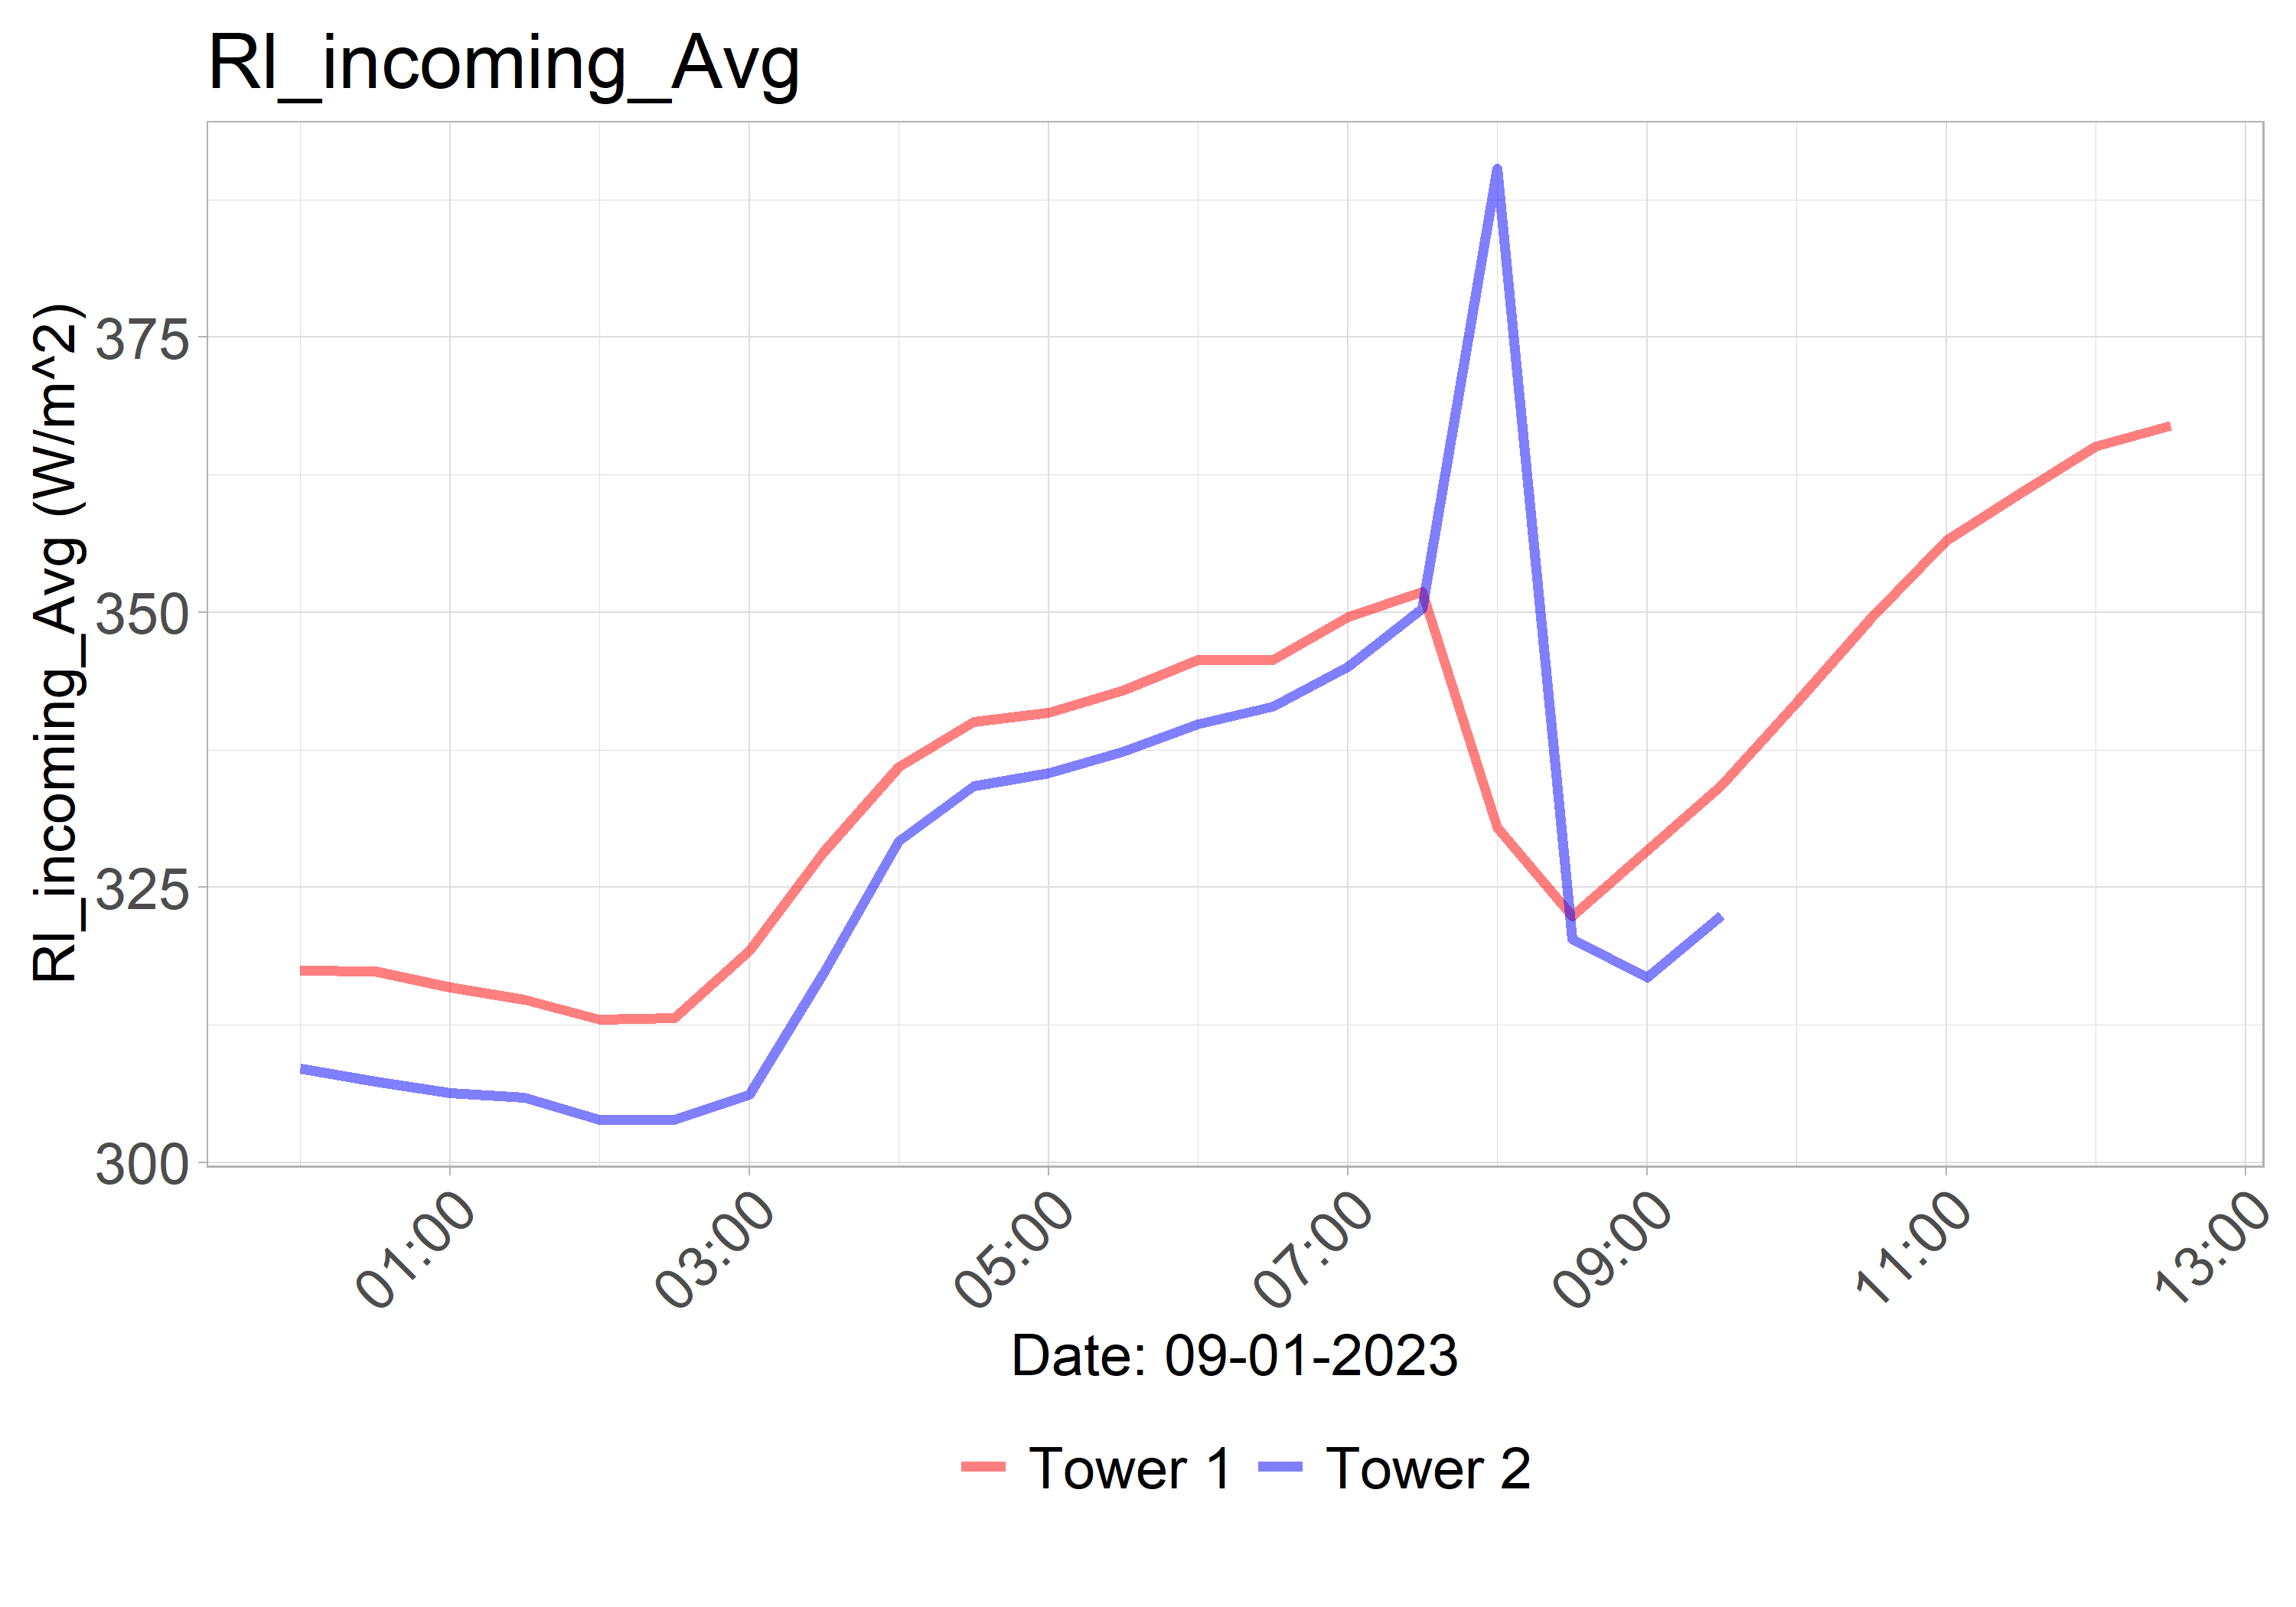 Rl_incoming_Avg
Rl_incoming_Avg (W/m^2)
375
350
325
300
01:00
03:00
05:00
07:00
09:00
11:00
13:00
Date: 09-01-2023
Tower 1
Tower 2